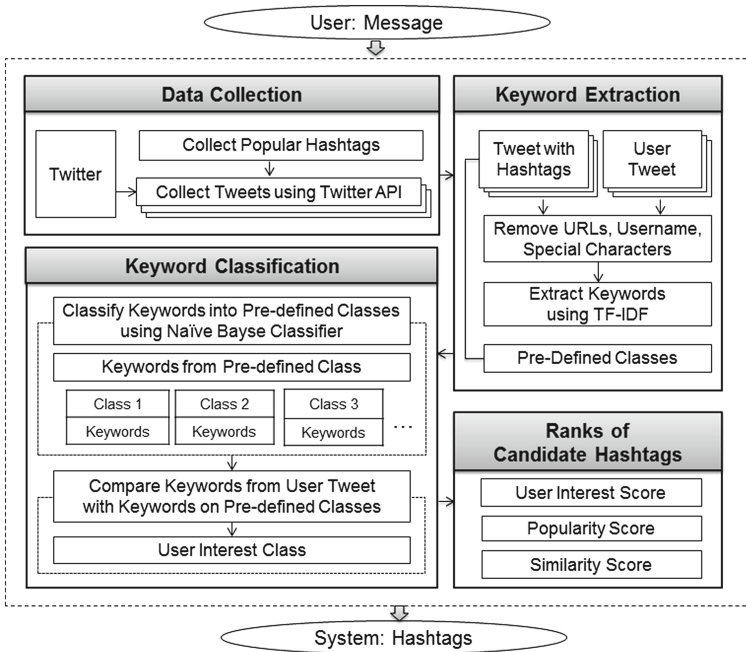 User: Message
Data Collection
Twitter
Collect Popular Hashtags
Collect Tweets using Twitter API
Keyword Extraction
Tweet with
Hashtags
User
Tweet
Remove URLs, Username,
Special Characters
Extract Keywords
using TF-IDF
Pre-Defined Classes
Keyword Classification
Classify Keywords into Pre-defined Classes
using Naïve Bayse Classifier
Keywords from Pre-defined Class
Class 1
Class 2
Class 3
Keywords
Keywords
Keywords
...
Compare Keywords from User Tweet
with Keywords on Pre-defined Classes
User Interest Class
Ranks of
Candidate Hashtags
User Interest Score
Popularity Score
Similarity Score
System: Hashtags